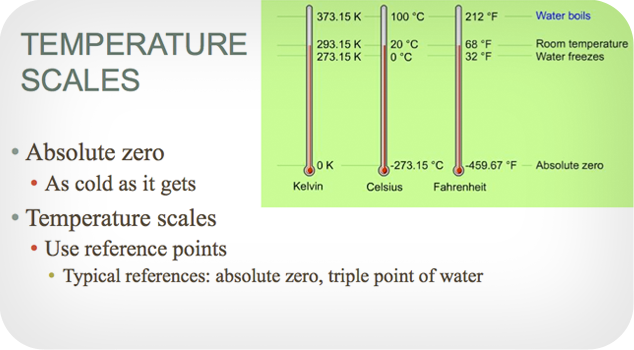 TEMPERATURE
SCALES
373.15 K 100 °C 212 °F Water boils
293.15 K 20 °C 68 °F Room temperature
273.15 K 0 °C 32 °F Water freezes
0 K -273.15 °C -459.67 °F Absolute zero
Kelvin Celsius Fahrenheit
• Absolute zero
• As cold as it gets
• Temperature scales
• Use reference points
• Typical references: absolute zero, triple point of water